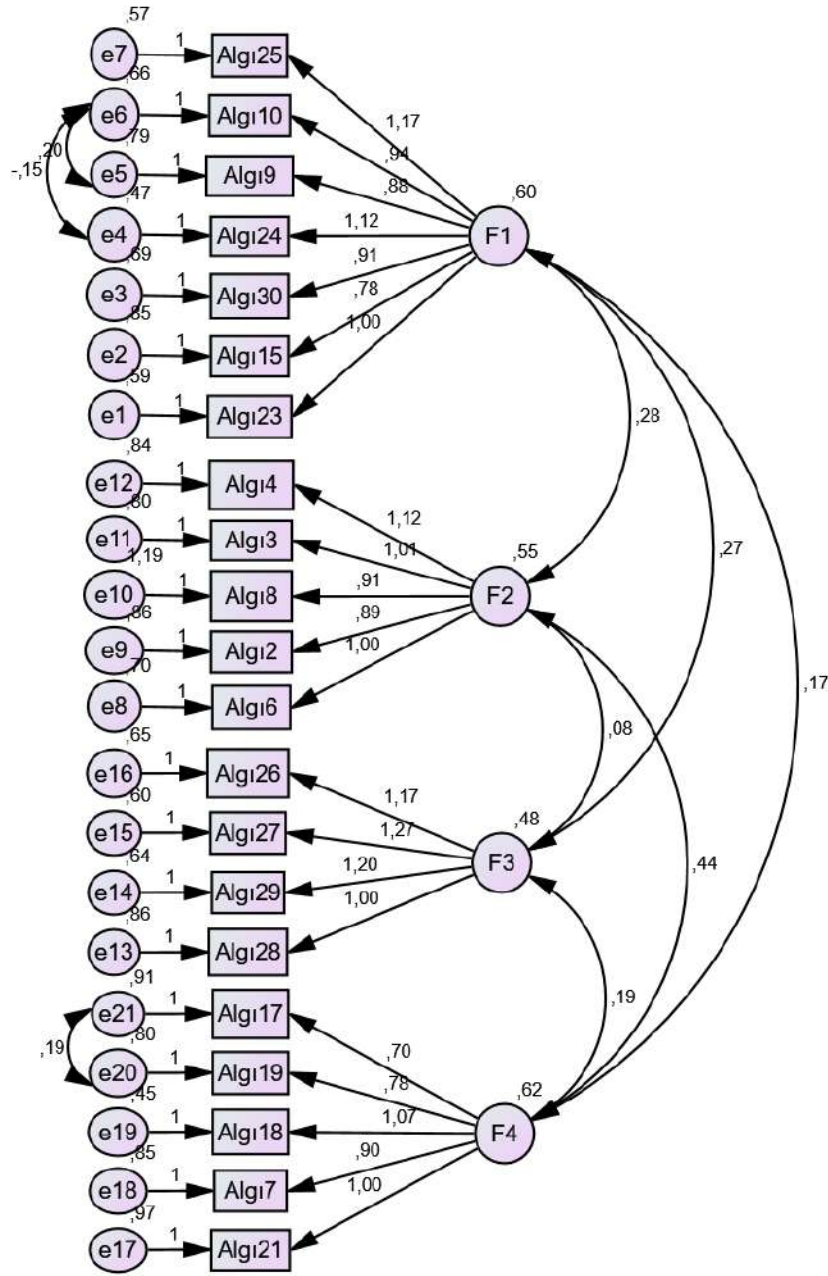 ,57
e7 1 Algı25
,66
e6 1 Algı10
,79
e5 1 Algı9
,47
e4 1 Algı24
,69
e3 1 Algı30
,85
e2 1 Algı15
,59
e1 1 Algı23
,20
-,15
1,17
,94
,88
1,12
,91
,78
1,00
,60
F1
,84
e12 1 Algı4
,80
e11 1 Algı3
1,19
e10 1 Algı8
,86
e9 1 Algı2
,70
e8 1 Algı6
1,12
1,01
,91
,89
1,00
,55
F2
,65
e16 1 Algı26
,60
e15 1 Algı27
,64
e14 1 Algı29
,86
e13 1 Algı28
1,17
1,27
1,20
1,00
,48
F3
,91
e21 1 Algı17
,80
e20 1 Algı19
,45
e19 1 Algı18
,85
e18 1 Algı7
,97
e17 1 Algı21
,19
,70
,78
1,07
,90
1,00
,62
F4
,28
,27
,17
,08
,44
,19